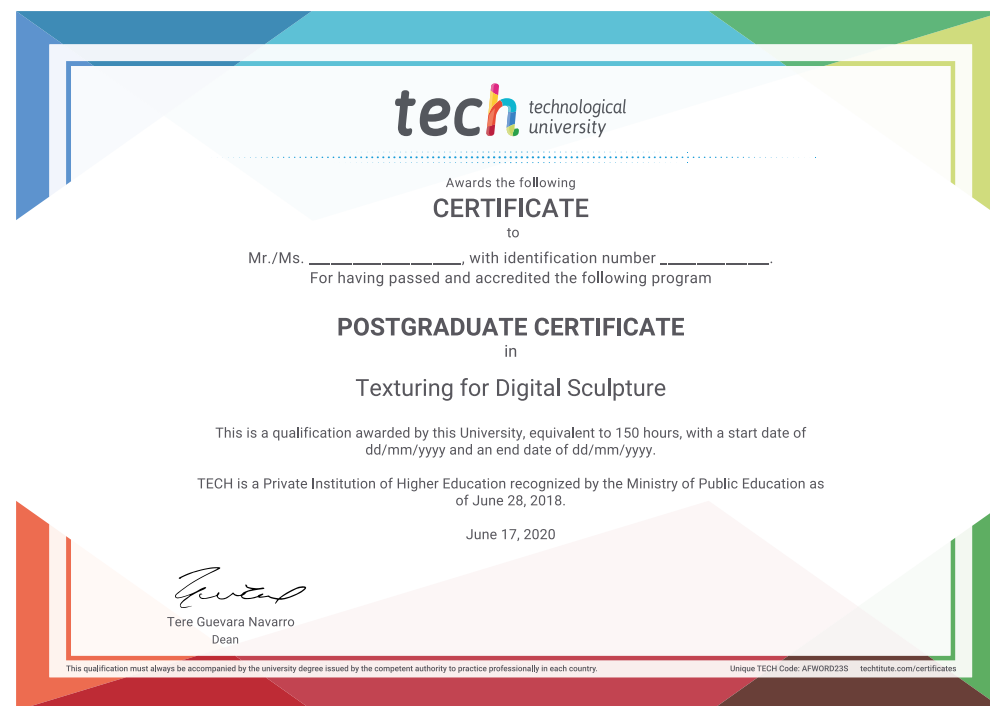 tech technological
university
Awards the following
CERTIFICATE
to
Mr./Ms. ____________________, with identification number ______________.
For having passed and accredited the following program
POSTGRADUATE CERTIFICATE
in
Texturing for Digital Sculpture
This is a qualification awarded by this University, equivalent to 150 hours, with a start date of
dd/mm/yyyy and an end date of dd/mm/yyyy.
TECH is a Private Institution of Higher Education recognized by the Ministry of Public Education as
of June 28, 2018.
June 17, 2020
Tere Guevara Navarro
Dean
This qualification must always be accompanied by the university degree issued by the competent authority to practice professionally in each country. Unique TECH Code: AFWORD23S techtitute.com/certificates